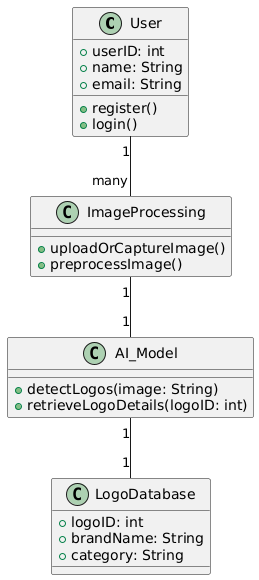 C User
userID: int
name: String
email: String
register()
login()
1
many
C ImageProcessing
uploadOrCaptureImage()
preprocessImage()
1
1
C AI_Model
detectLogos(image: String)
retrieveLogoDetails(logoID: int)
1
1
C LogoDatabase
logoID: int
brandName: String
category: String